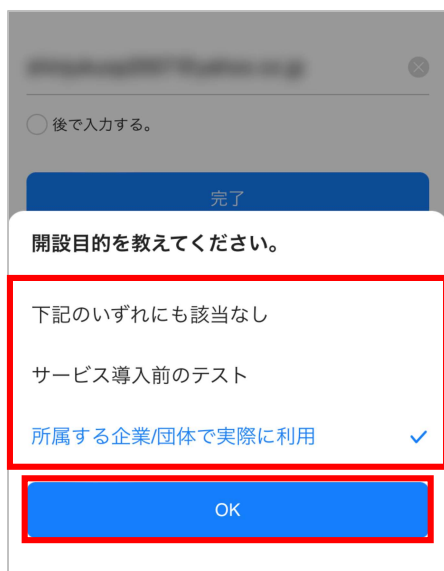 後で入力する。
完了
開設目的を教えてください。
下記のいずれにも該当なし
サービス導入前のテスト
所属する企業/団体で実際に利用
OK